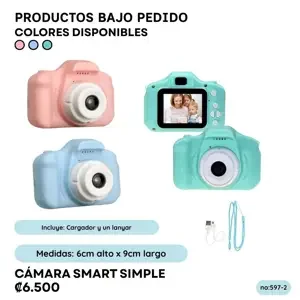 PRODUCTOS BAJO PEDIDO
COLORES DISPONIBLES
Incluye: Cargador y un lanyar
Medidas: 6cm alto x 9cm largo
CÁMARA SMART SIMPLE
₡6.500
no:597-2